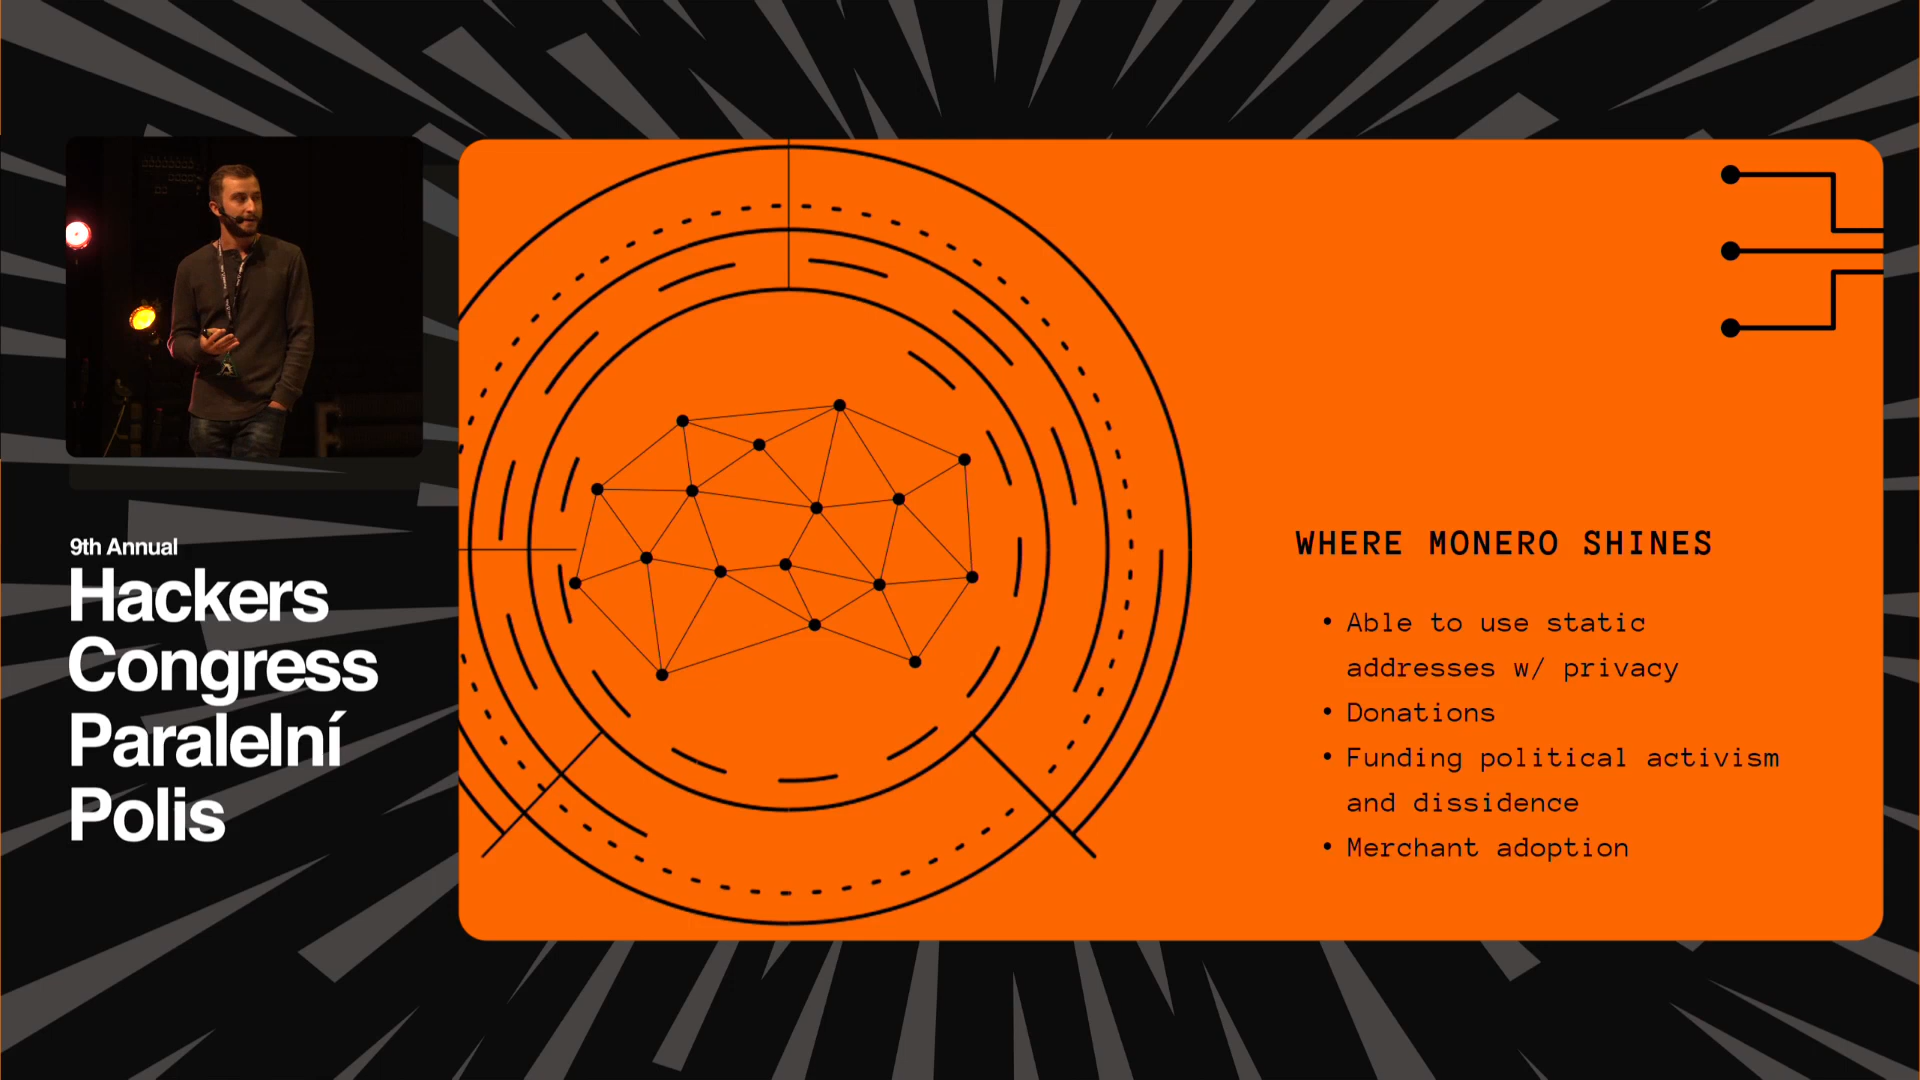 9th Annual
Hackers
Congress
Paralelní
Polis
WHERE MONERO SHINES
• Able to use static
addresses w/ privacy
• Donations
• Funding political activism
and dissidence
• Merchant adoption